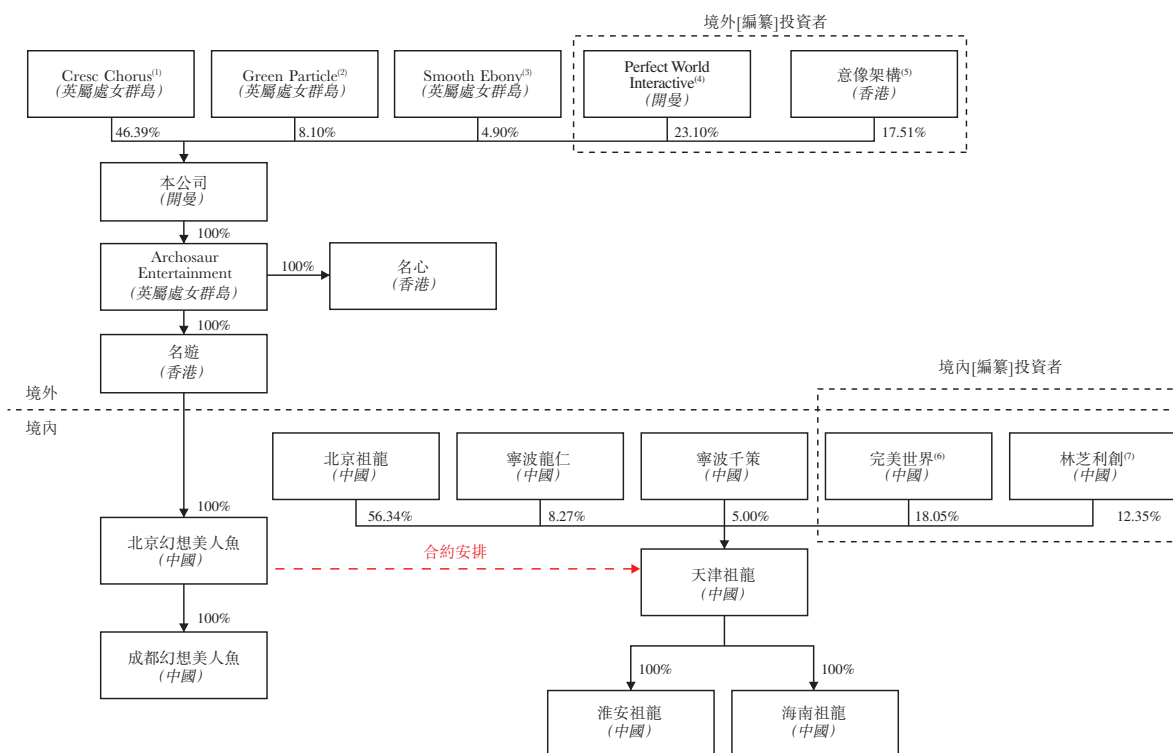 境外[編纂]投資者
Cresc Chorus(1)
(英屬處女群島)
Green Particle(2)
(英屬處女群島)
Smooth Ebony(3)
(英屬處女群島)
Perfect World
Interactive(4)
(開曼)
意像架構(5)
(香港)
46.39%
8.10%
4.90%
23.10%
17.51%
本公司
(開曼)
100%
Archosaur
Entertainment
(英屬處女群島)
100%
名心
(香港)
100%
名遊
(香港)
境內[編纂]投資者
境外
境內
北京祖龍
(中國)
寧波龍仁
(中國)
寧波千策
(中國)
完美世界(6)
(中國)
林芝利創(7)
(中國)
100%
56.34%
8.27%
5.00%
18.05%
12.35%
北京幻想美人魚
(中國)
合約安排
天津祖龍
(中國)
100%
成都幻想美人魚
(中國)
100%
100%
淮安祖龍
(中國)
海南祖龍
(中國)